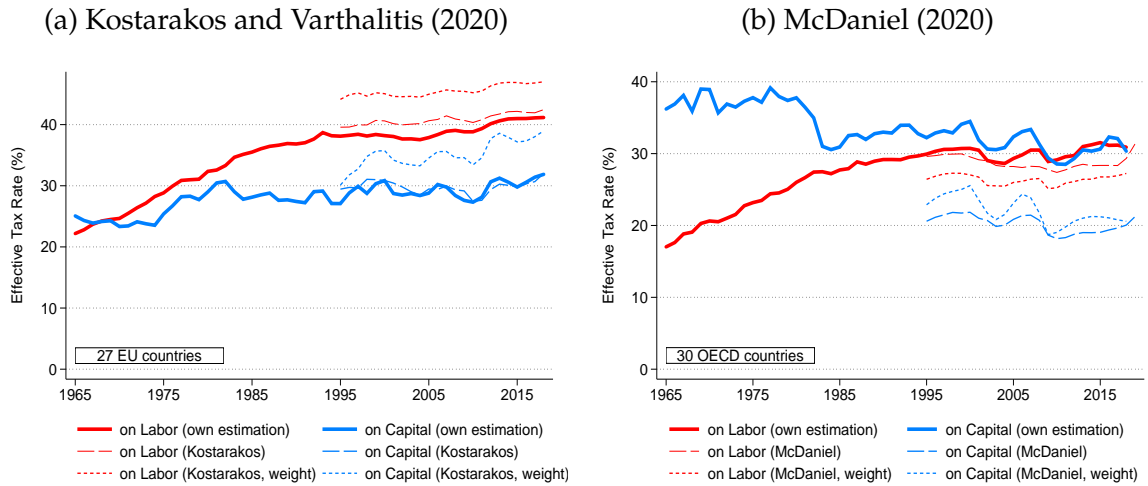 (a) Kostarakos and Varthalitis (2020)
(b) McDaniel (2020)
Effective Tax Rate (%)
40
30
20
10
0
27 EU countries
1965 1975 1985 1995 2005 2015
on Labor (own estimation) on Capital (own estimation)
on Labor (Kostarakos) on Capital (Kostarakos)
on Labor (Kostarakos, weight) on Capital (Kostarakos, weight)
Effective Tax Rate (%)
40
30
20
10
0
30 OECD countries
1965 1975 1985 1995 2005 2015
on Labor (own estimation) on Capital (own estimation)
on Labor (McDaniel) on Capital (McDaniel)
on Labor (McDaniel, weight) on Capital (McDaniel, weight)